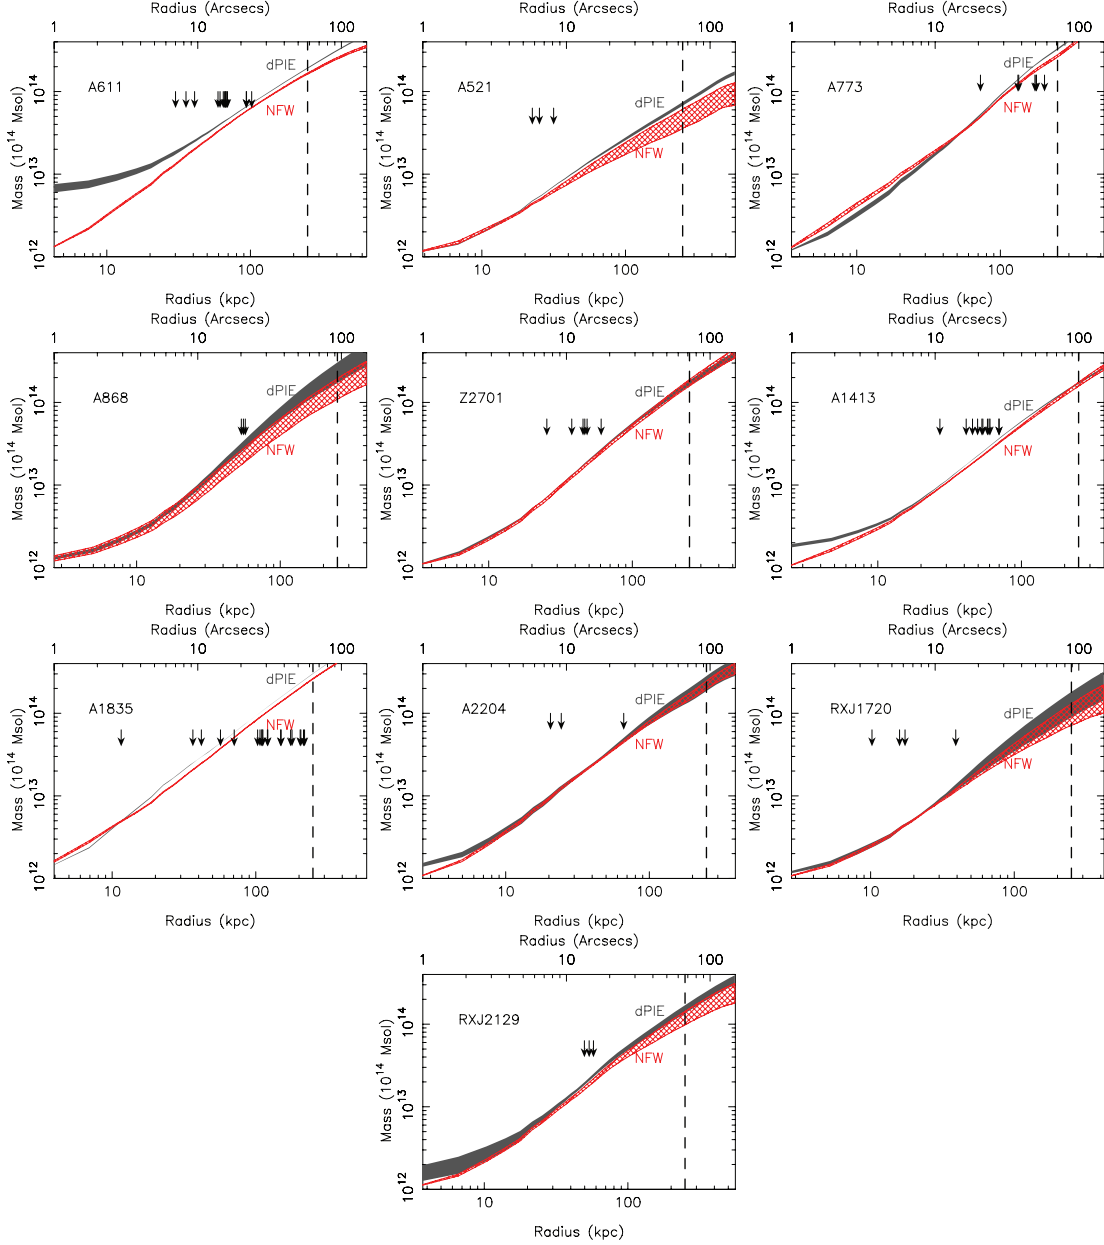 Radius (Arcsecs) Radius (Arcsecs) Radius (Arcsecs)
1 10 100 1 10 100 1 10 100
Mass (10^14 Msol) 10^12 10^13 10^14 A611 dPIE NFW
Mass (10^14 Msol) 10^12 10^13 10^14 A521 dPIE NFW
Mass (10^14 Msol) 10^12 10^13 10^14 A773 dPIE NFW
10 100 10 100 10 100
Radius (kpc) Radius (kpc) Radius (kpc)
Radius (Arcsecs) Radius (Arcsecs) Radius (Arcsecs)
1 10 100 1 10 100 1 10 100
Mass (10^14 Msol) 10^12 10^13 10^14 A868 dPIE NFW
Mass (10^14 Msol) 10^12 10^13 10^14 Z2701 dPIE NFW
Mass (10^14 Msol) 10^12 10^13 10^14 A1413 dPIE NFW
10 100 10 100 10 100
Radius (kpc) Radius (kpc) Radius (kpc)
Radius (Arcsecs) Radius (Arcsecs) Radius (Arcsecs)
1 10 100 1 10 100 1 10 100
Mass (10^14 Msol) 10^12 10^13 10^14 A1835 dPIE NFW
Mass (10^14 Msol) 10^12 10^13 10^14 A2204 dPIE NFW
Mass (10^14 Msol) 10^12 10^13 10^14 RXJ1720 dPIE NFW
10 100 10 100 10 100
Radius (kpc) Radius (kpc) Radius (kpc)
Radius (Arcsecs)
1 10 100
Mass (10^14 Msol) 10^12 10^13 10^14 RXJ2129 dPIE NFW
10 100
Radius (kpc)